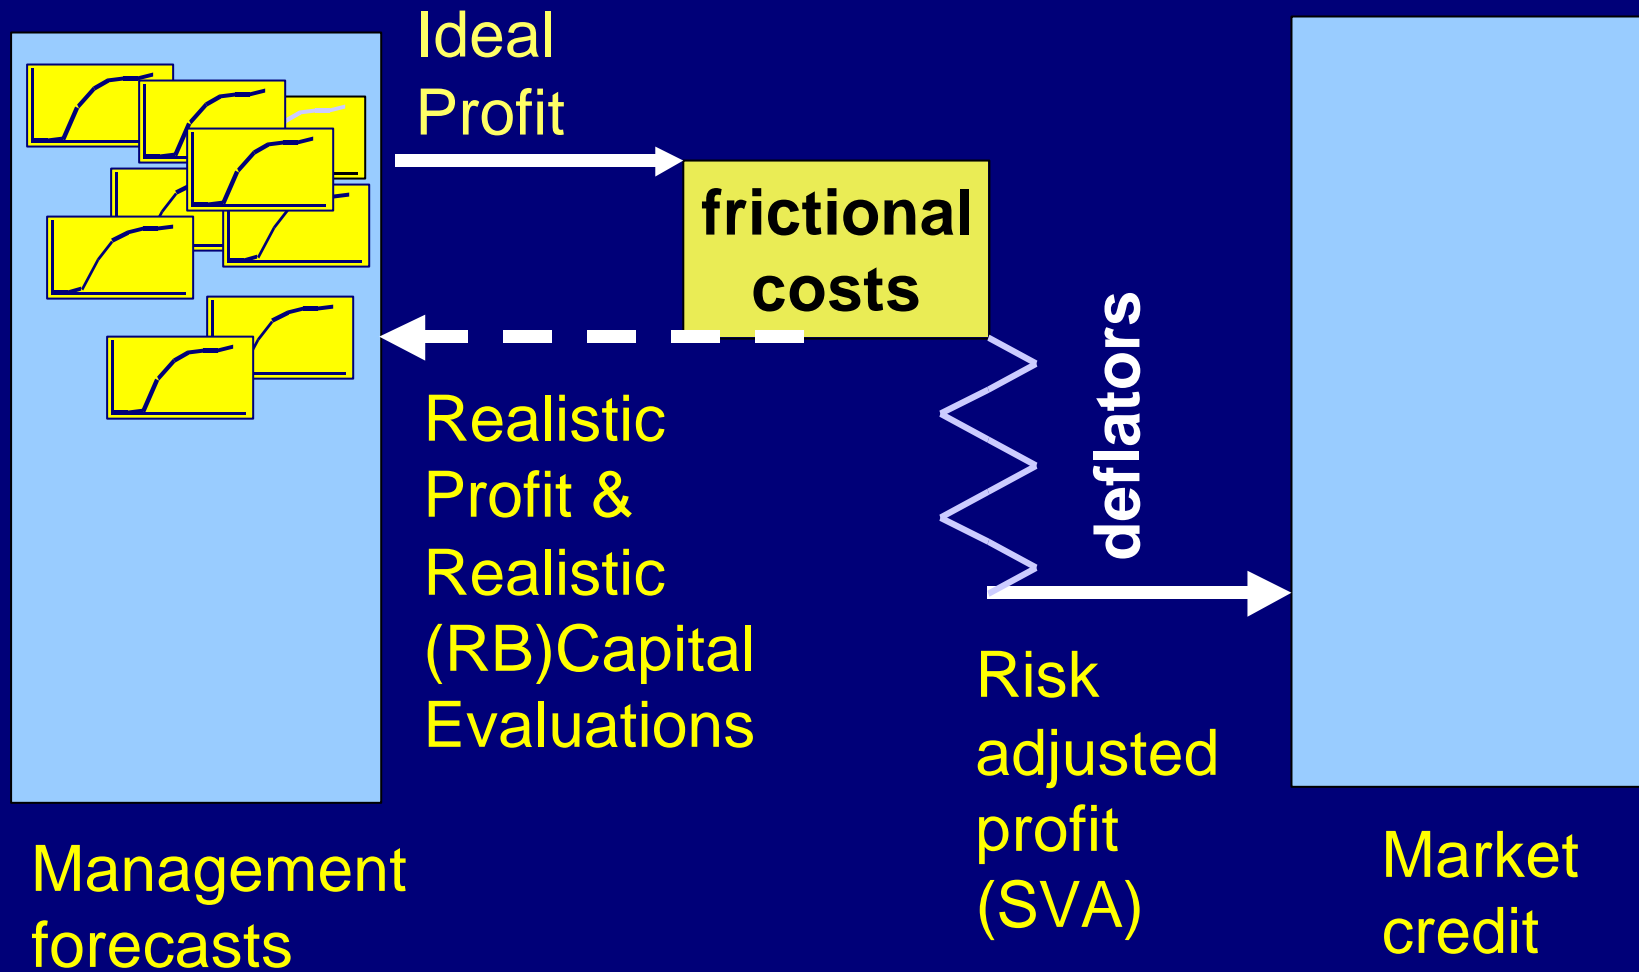 Ideal
Profit
frictional
costs
deflators
Realistic
Profit &
Realistic
(RB)Capital
Evaluations
Risk
adjusted
profit
(SVA)
Management
forecasts
Market
credit